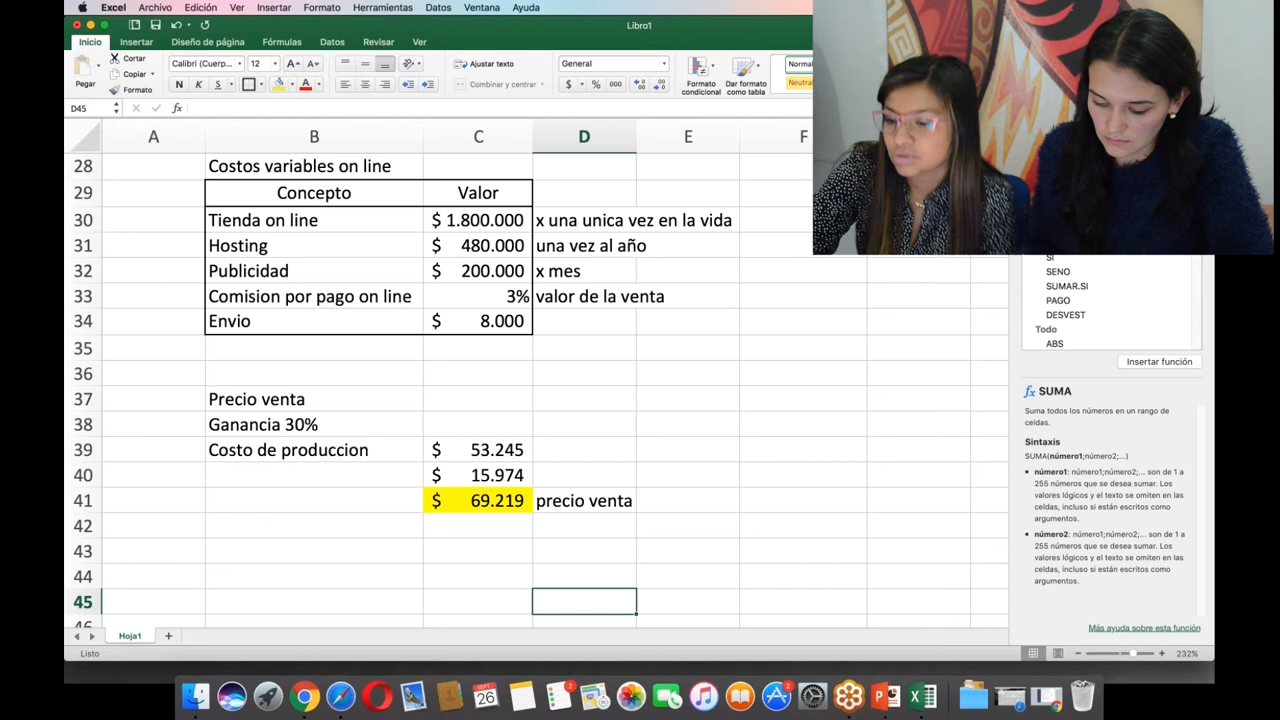 Excel Archivo Edición Ver Insertar Formato Herramientas Datos Ventana Ayuda
Libro1
Inicio Insertar Diseño de página Fórmulas Datos Revisar Ver
Pegar
Cortar
Copiar
Formato
Calibri (Cuerp... 12 A A
N K S A
Ajustar texto
Combinar y centrar
General
$ % 000
Formato condicional
Dar formato como tabla
Normal
Neutral
D45 fx
A B C D E F
28 Costos variables on line
29 Concepto Valor
30 Tienda on line $ 1.800.000 x una unica vez en la vida
31 Hosting $ 480.000 una vez al año
32 Publicidad $ 200.000 x mes
33 Comision por pago on line 3% valor de la venta
34 Envio $ 8.000
35
36
37 Precio venta
38 Ganancia 30%
39 Costo de produccion $ 53.245
40 $ 15.974
41 $ 69.219 precio venta
42
43
44
45
46
SI
SENO
SUMAR.SI
PAGO
DESVEST
Todo
ABS
Insertar función
fx SUMA
Suma todos los números en un rango de
celdas.
Sintaxis
SUMA(número1;número2;...)
número1: número1;número2;... son de 1 a
255 números que se desea sumar. Los
valores lógicos y el texto se omiten en las
celdas, incluso si están escritos como
argumentos.
número2: número1;número2;... son de 1 a
255 números que se desea sumar. Los
valores lógicos y el texto se omiten en las
celdas, incluso si están escritos como
argumentos.
Más ayuda sobre esta función
Hoja1 +
Listo
232%
SEPT
26
2
2